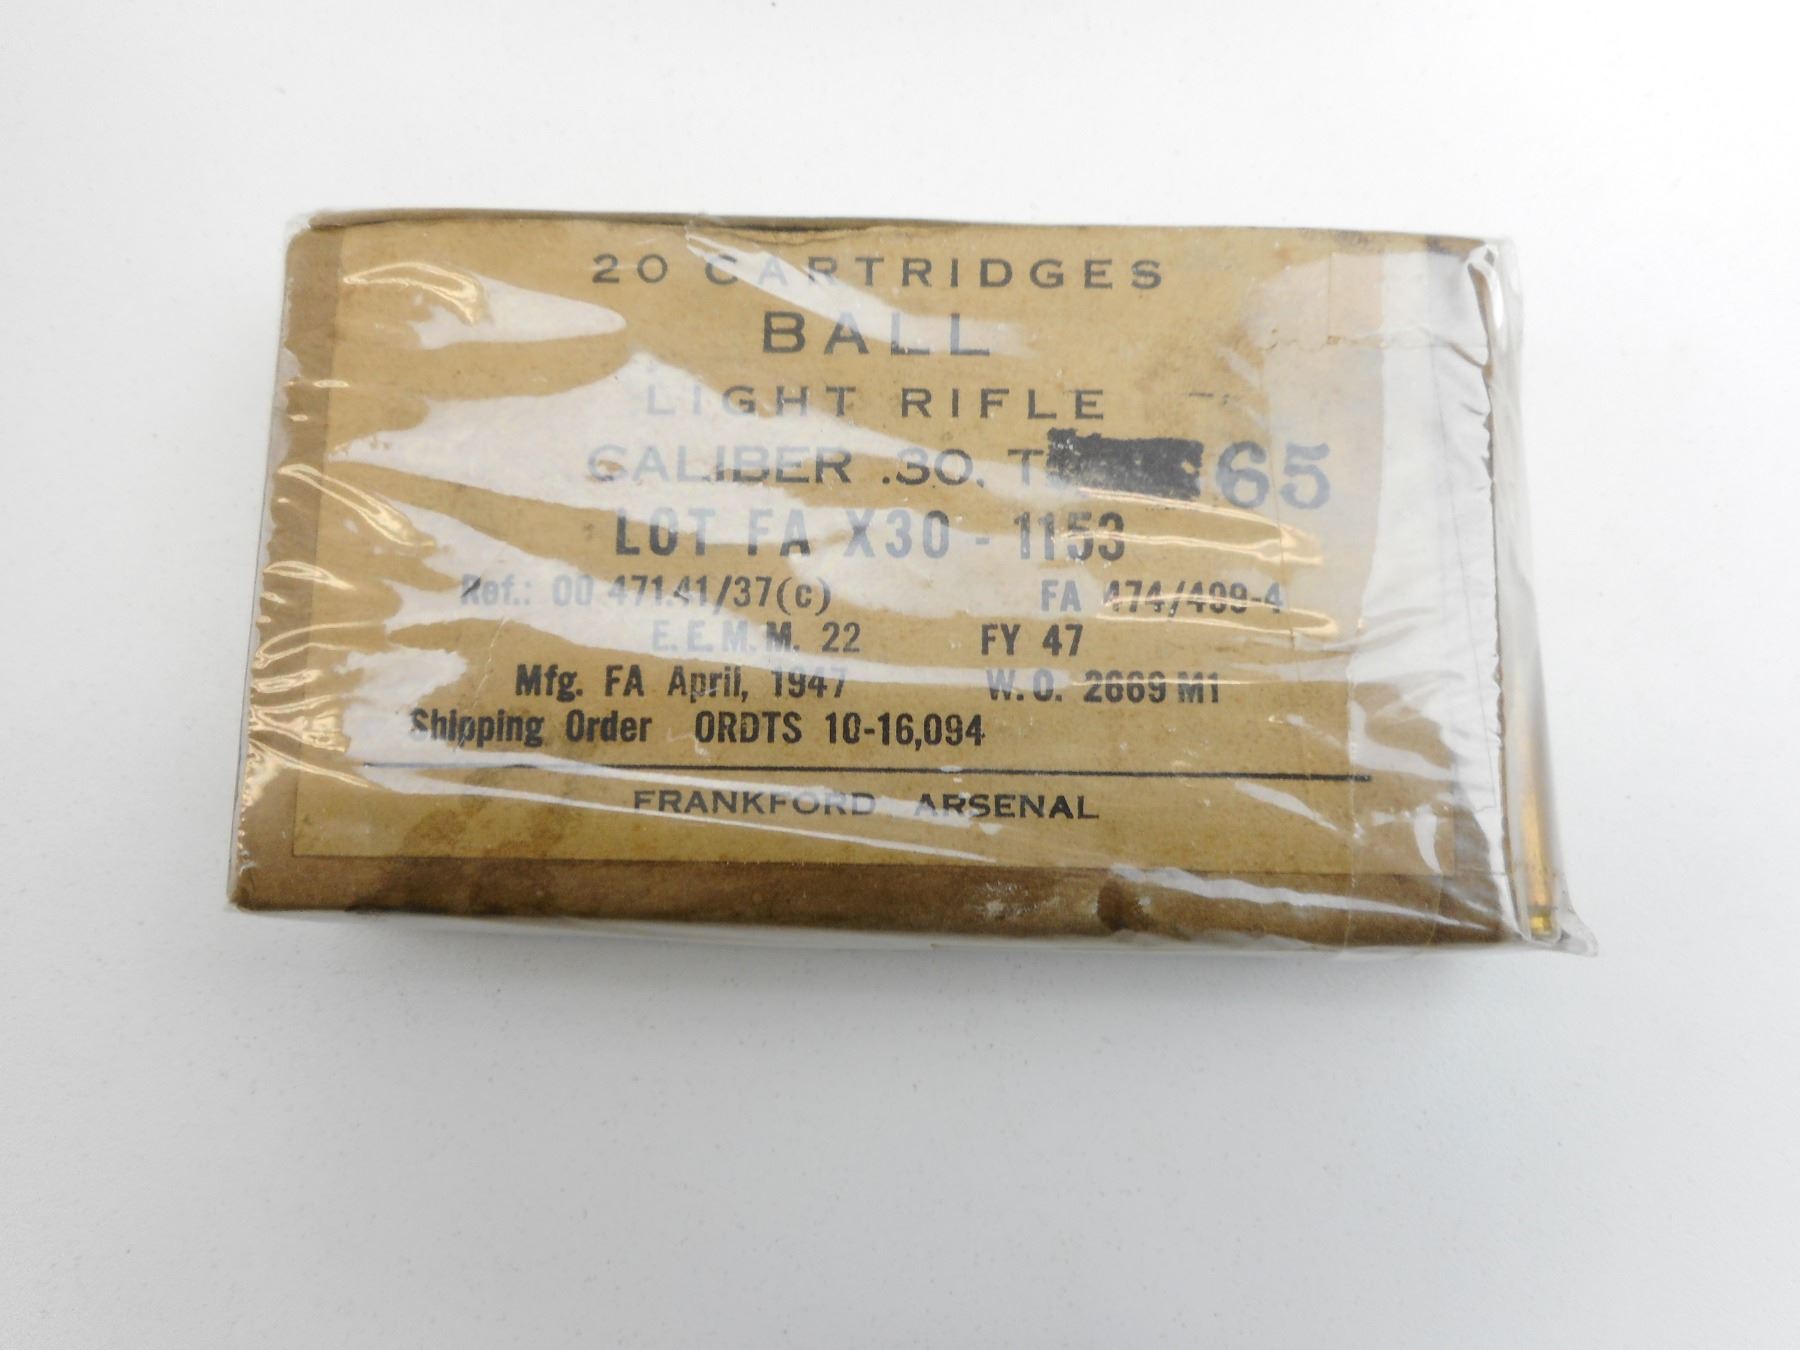 20 CARTRIDGES
BALL
LIGHT RIFLE
CALIBER .30, T 65
LOT FA X30 - 1153
Ref.: OO 471.41/37(c) FA 474/499-4
E. E. M. M. 22 FY 47
Mfg. FA April, 1947 W. O. 2669 M1
Shipping Order ORDTS 10-16,094
FRANKFORD ARSENAL